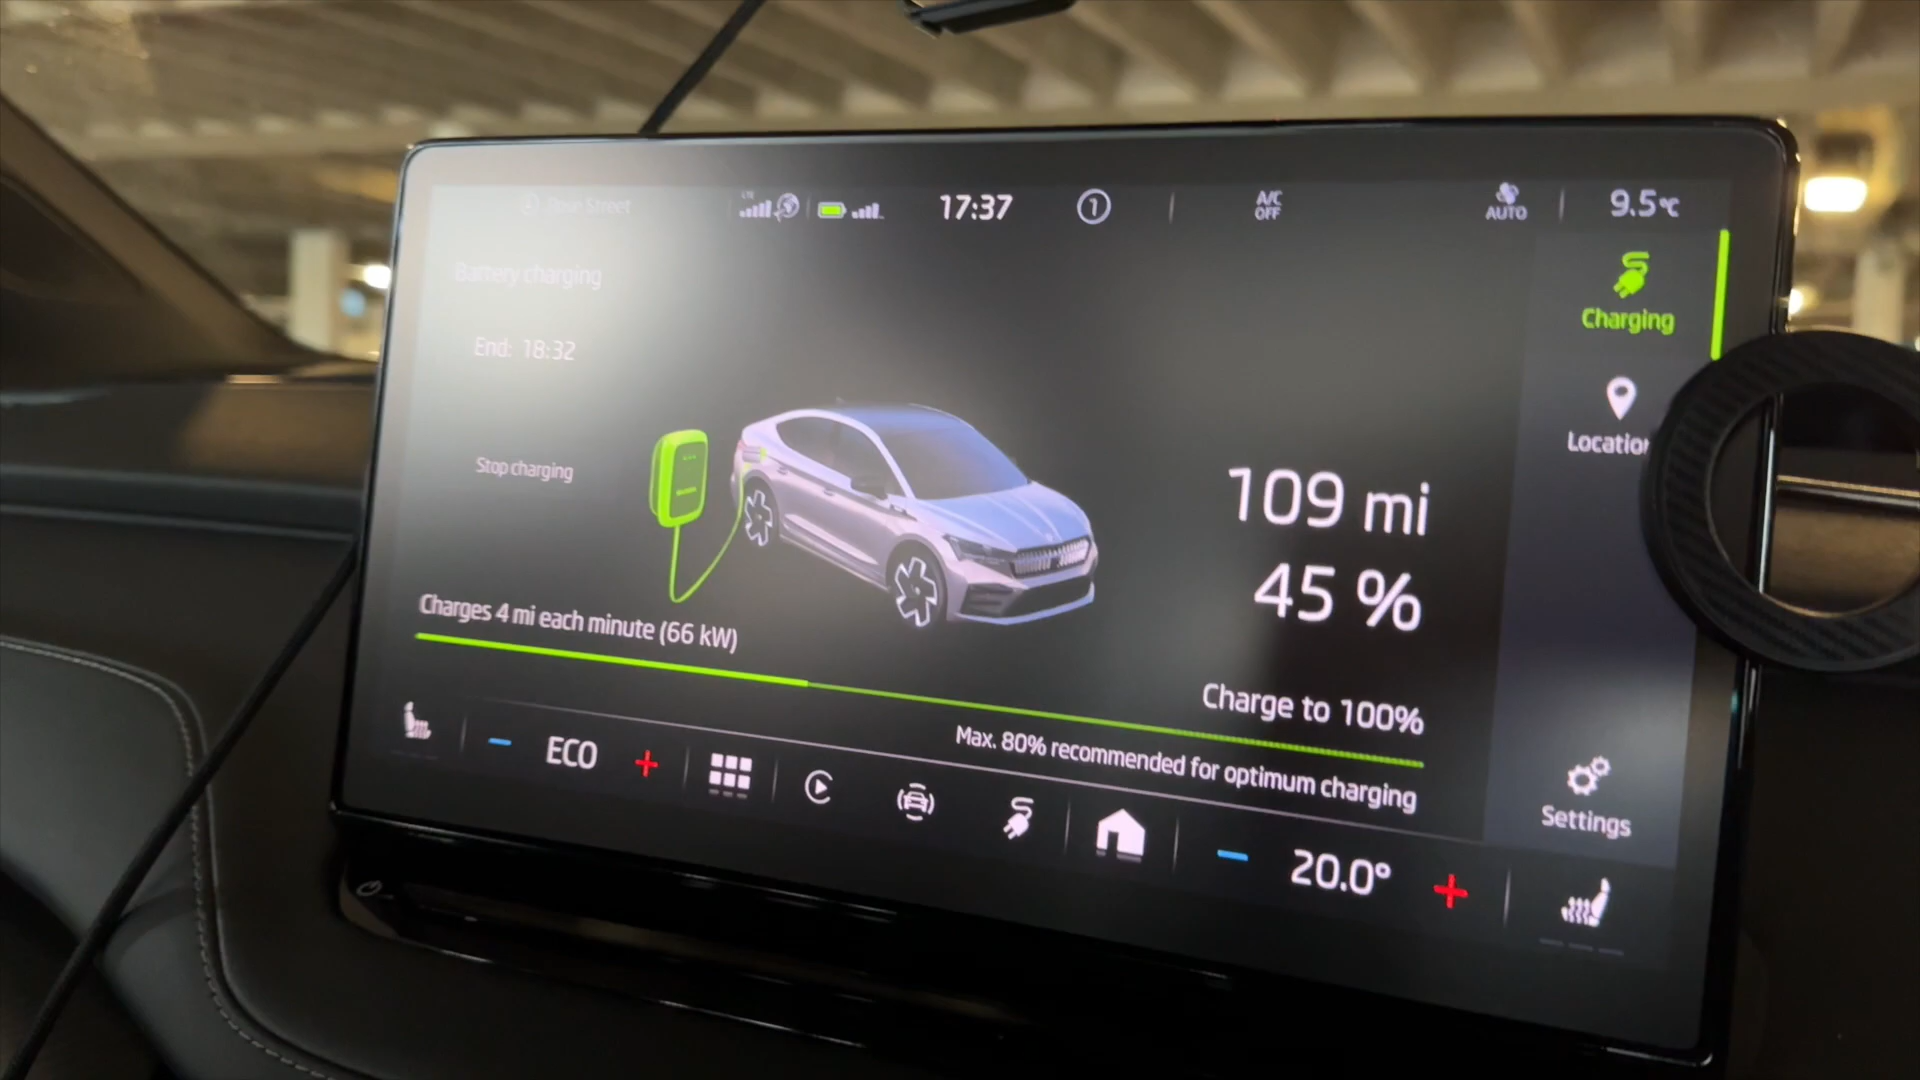 LTE
17:37
1
A/C
OFF
AUTO
9.5°C
Battery charging
End: 18:32
Stop charging
Charging
Location
109 mi
45 %
Charges 4 mi each minute (66 kW)
Charge to 100%
Max. 80% recommended for optimum charging
Settings
ECO
20.0°